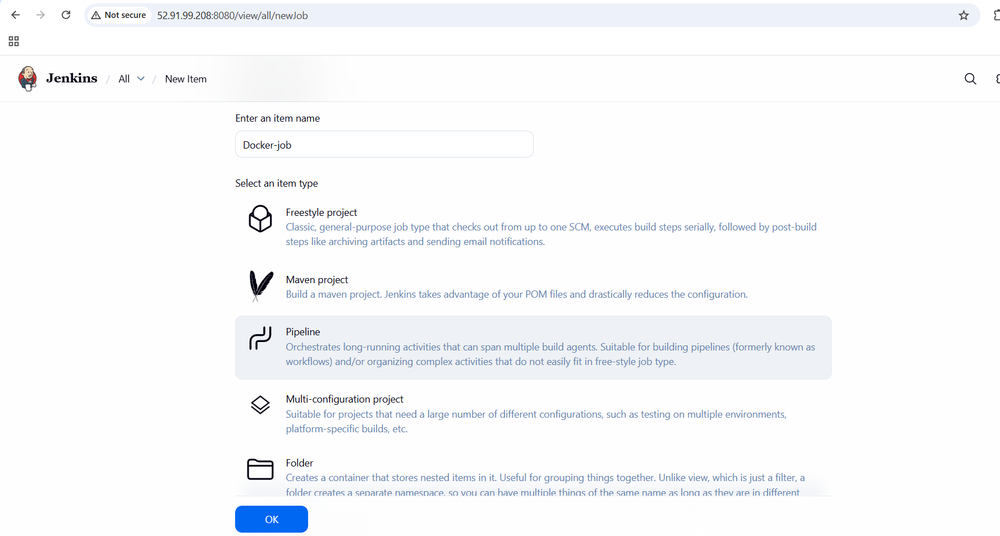 Not secure
52.91.99.208:8080/view/all/newJob
Jenkins / All / New Item
Enter an item name
Docker-job
Select an item type
Freestyle project
Classic, general-purpose job type that checks out from up to one SCM, executes build steps serially, followed by post-build
steps like archiving artifacts and sending email notifications.
Maven project
Build a maven project. Jenkins takes advantage of your POM files and drastically reduces the configuration.
Pipeline
Orchestrates long-running activities that can span multiple build agents. Suitable for building pipelines (formerly known as
workflows) and/or organizing complex activities that do not easily fit in free-style job type.
Multi-configuration project
Suitable for projects that need a large number of different configurations, such as testing on multiple environments,
platform-specific builds, etc.
Folder
Creates a container that stores nested items in it. Useful for grouping things together. Unlike view, which is just a filter, a
folder creates a separate namespace, so you can have multiple things of the same name as long as they are in different
OK